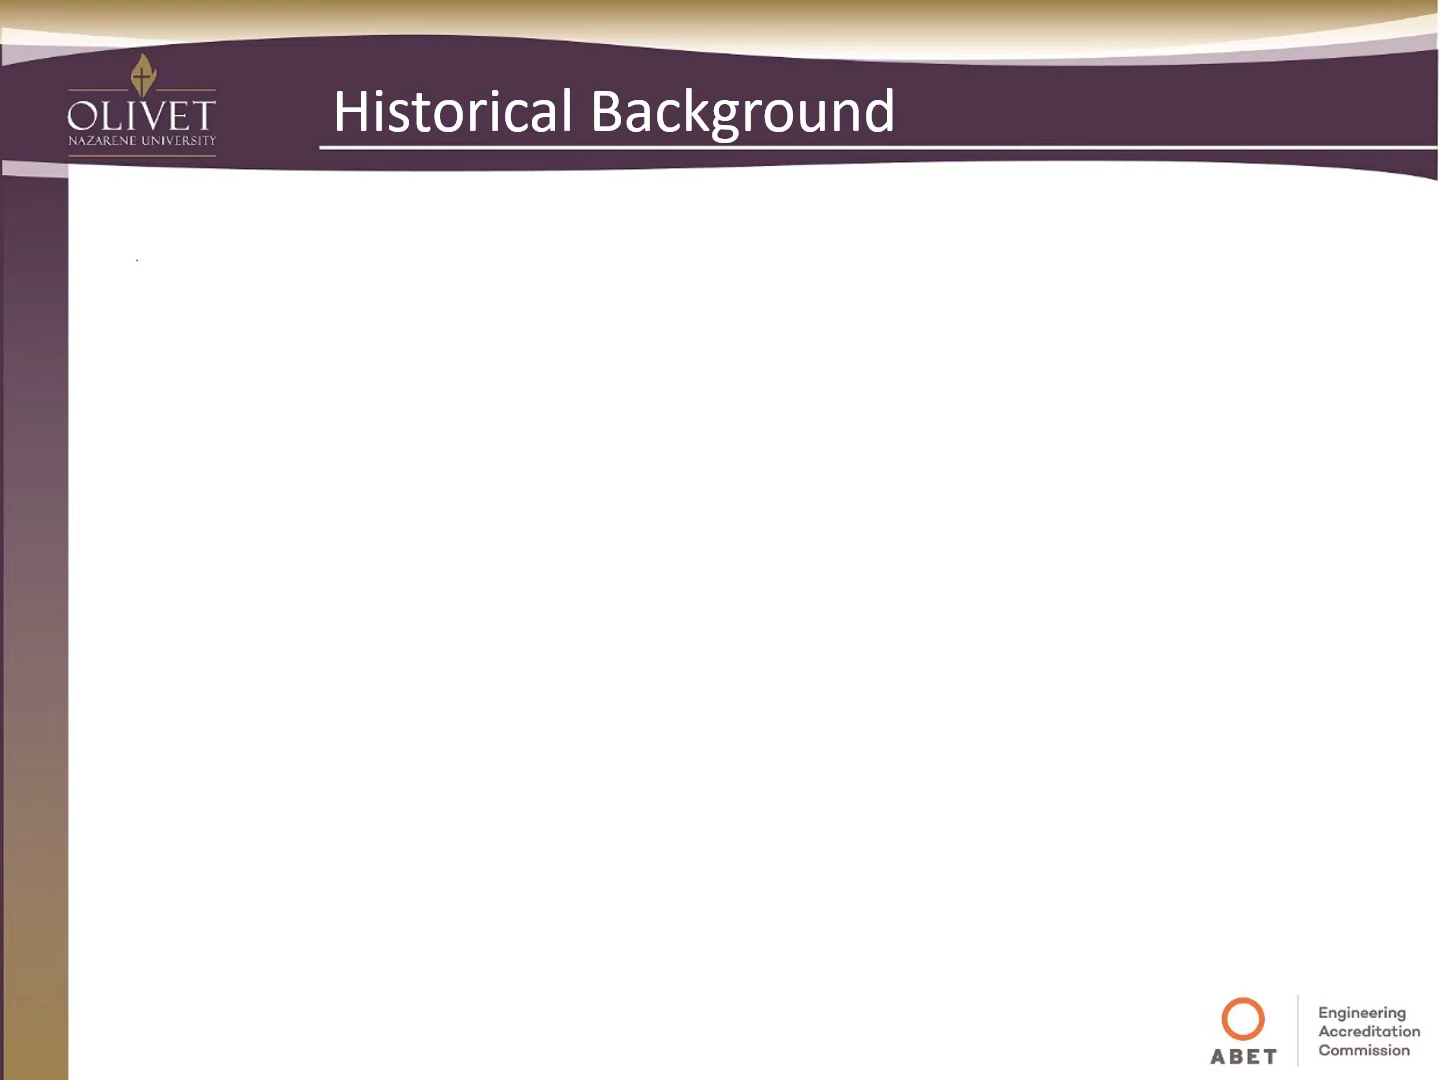 OLIVET
NAZARENE UNIVERSITY
Historical Background
.
ABET
Engineering
Accreditation
Commission